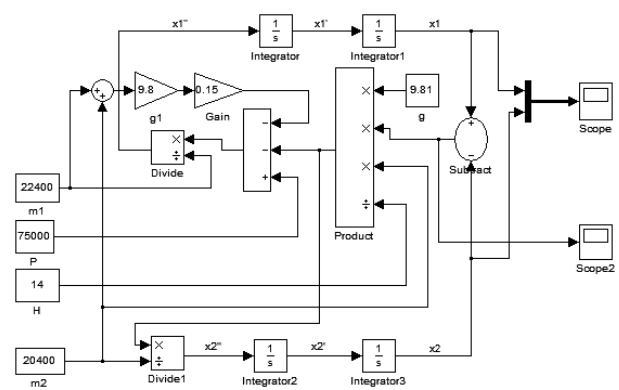 x1'' x1' x1
1 s
1 s
Integrator Integrator1
9.8
0.15
9.81
g1
Gain
g
Scope
Divide
Subtract
22400
m1
75000
P
Product
Scope2
14
H
20400
m2
x2'' x2' x2
1 s
1 s
Divide1
Integrator2
Integrator3